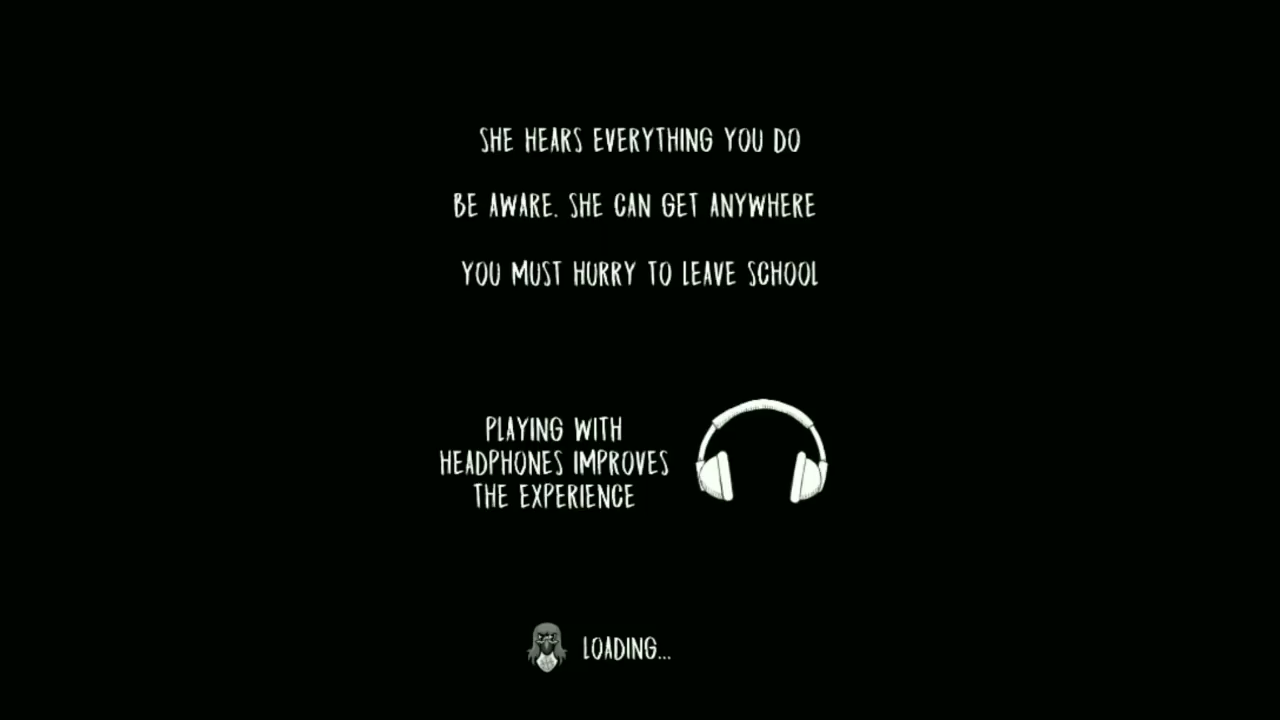 SHE HEARS EVERYTHING YOU DO
BE AWARE. SHE CAN GET ANYWHERE
YOU MUST HURRY TO LEAVE SCHOOL
PLAYING WITH
HEADPHONES IMPROVES
THE EXPERIENCE
LOADING...